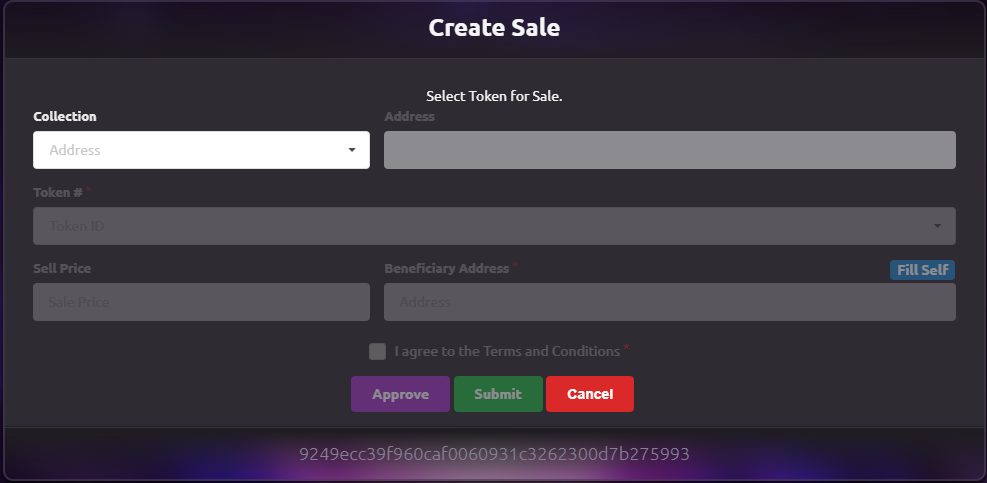 Create Sale
Select Token for Sale.
Collection Address
Address
Token # *
Token ID
Sell Price Beneficiary Address * Fill Self
Sale Price Address
I agree to the Terms and Conditions *
Approve Submit Cancel
9249ecc39f960caf0060931c3262300d7b275993